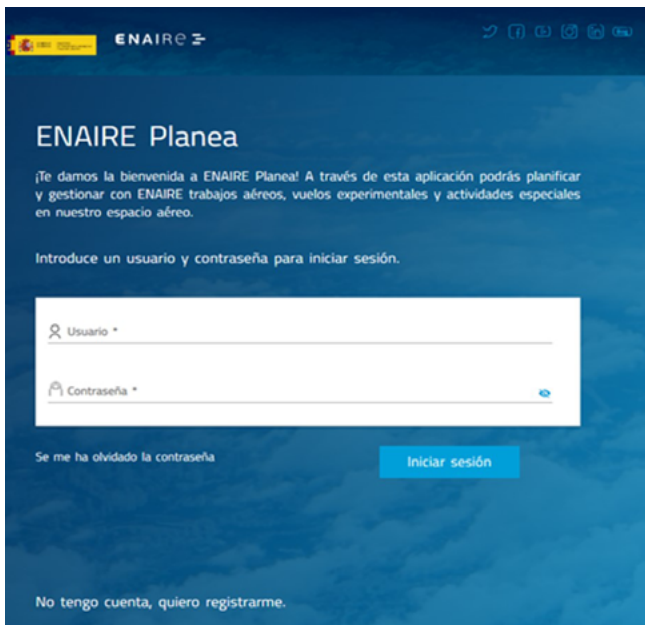 ENAIRe
ENAIRE Planea
¡Te damos la bienvenida a ENAIRE Planea! A través de esta aplicación podrás planificar
y gestionar con ENAIRE trabajos aéreos, vuelos experimentales y actividades especiales
en nuestro espacio aéreo.
Introduce un usuario y contraseña para iniciar sesión.
Usuario *
Contraseña *
Se me ha olvidado la contraseña
Iniciar sesión
No tengo cuenta, quiero registrarme.